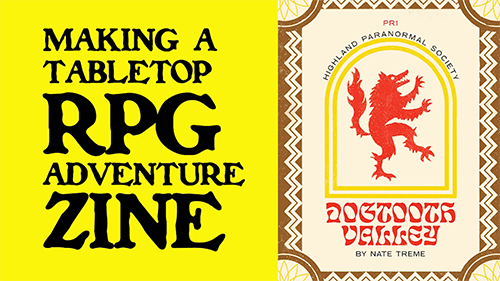 MAKING A
TABLETOP
RPG
ADVENTURE
ZINE
PR1
HIGHLAND PARANORMAL SOCIETY
DOGTOOTH
VALLEY
BY NATE TREME